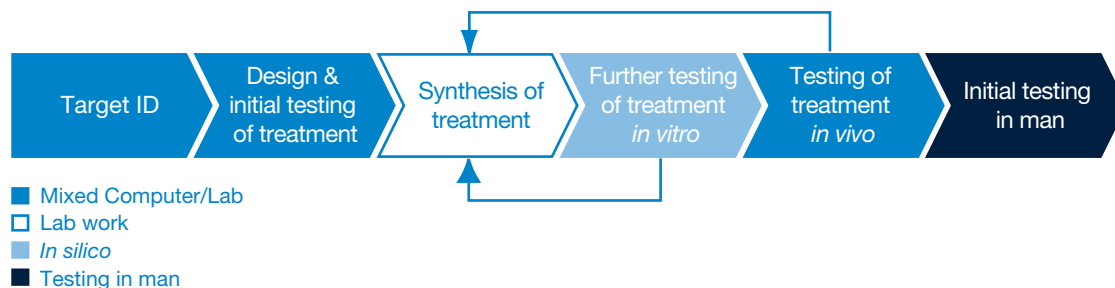 Target ID
Design &
initial testing
of treatment
Synthesis of
treatment
Further testing
of treatment
in vitro
Testing of
treatment
in vivo
Initial testing
in man
Mixed Computer/Lab
Lab work
In silico
Testing in man